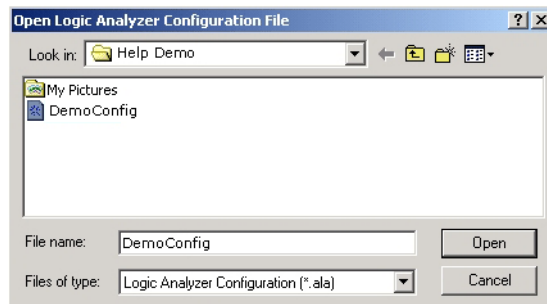 Open Logic Analyzer Configuration File
Look in: Help Demo
My Pictures
DemoConfig
File name: DemoConfig Open
Files of type: Logic Analyzer Configuration (*.ala) Cancel